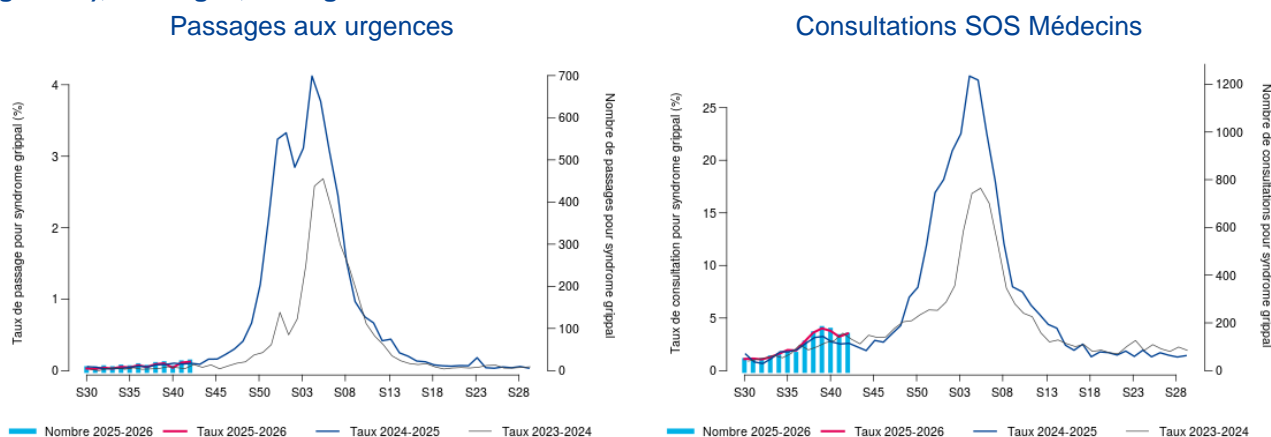 Passages aux urgences
Taux de passage pour syndrome grippal (%)
4
3
2
1
0
700
600
500
400
300
200
100
0
Nombre de passages pour syndrome grippal
S30 S35 S40 S45 S50 S03 S08 S13 S18 S23 S28
Nombre 2025-2026 Taux 2025-2026 Taux 2024-2025 Taux 2023-2024
Consultations SOS Médecins
Taux de consultation pour syndrome grippal (%)
25
20
15
10
5
0
1200
1000
800
600
400
200
0
Nombre de consultations pour syndrome grippal
S30 S35 S40 S45 S50 S03 S08 S13 S18 S23 S28
Nombre 2025-2026 Taux 2025-2026 Taux 2024-2025 Taux 2023-2024